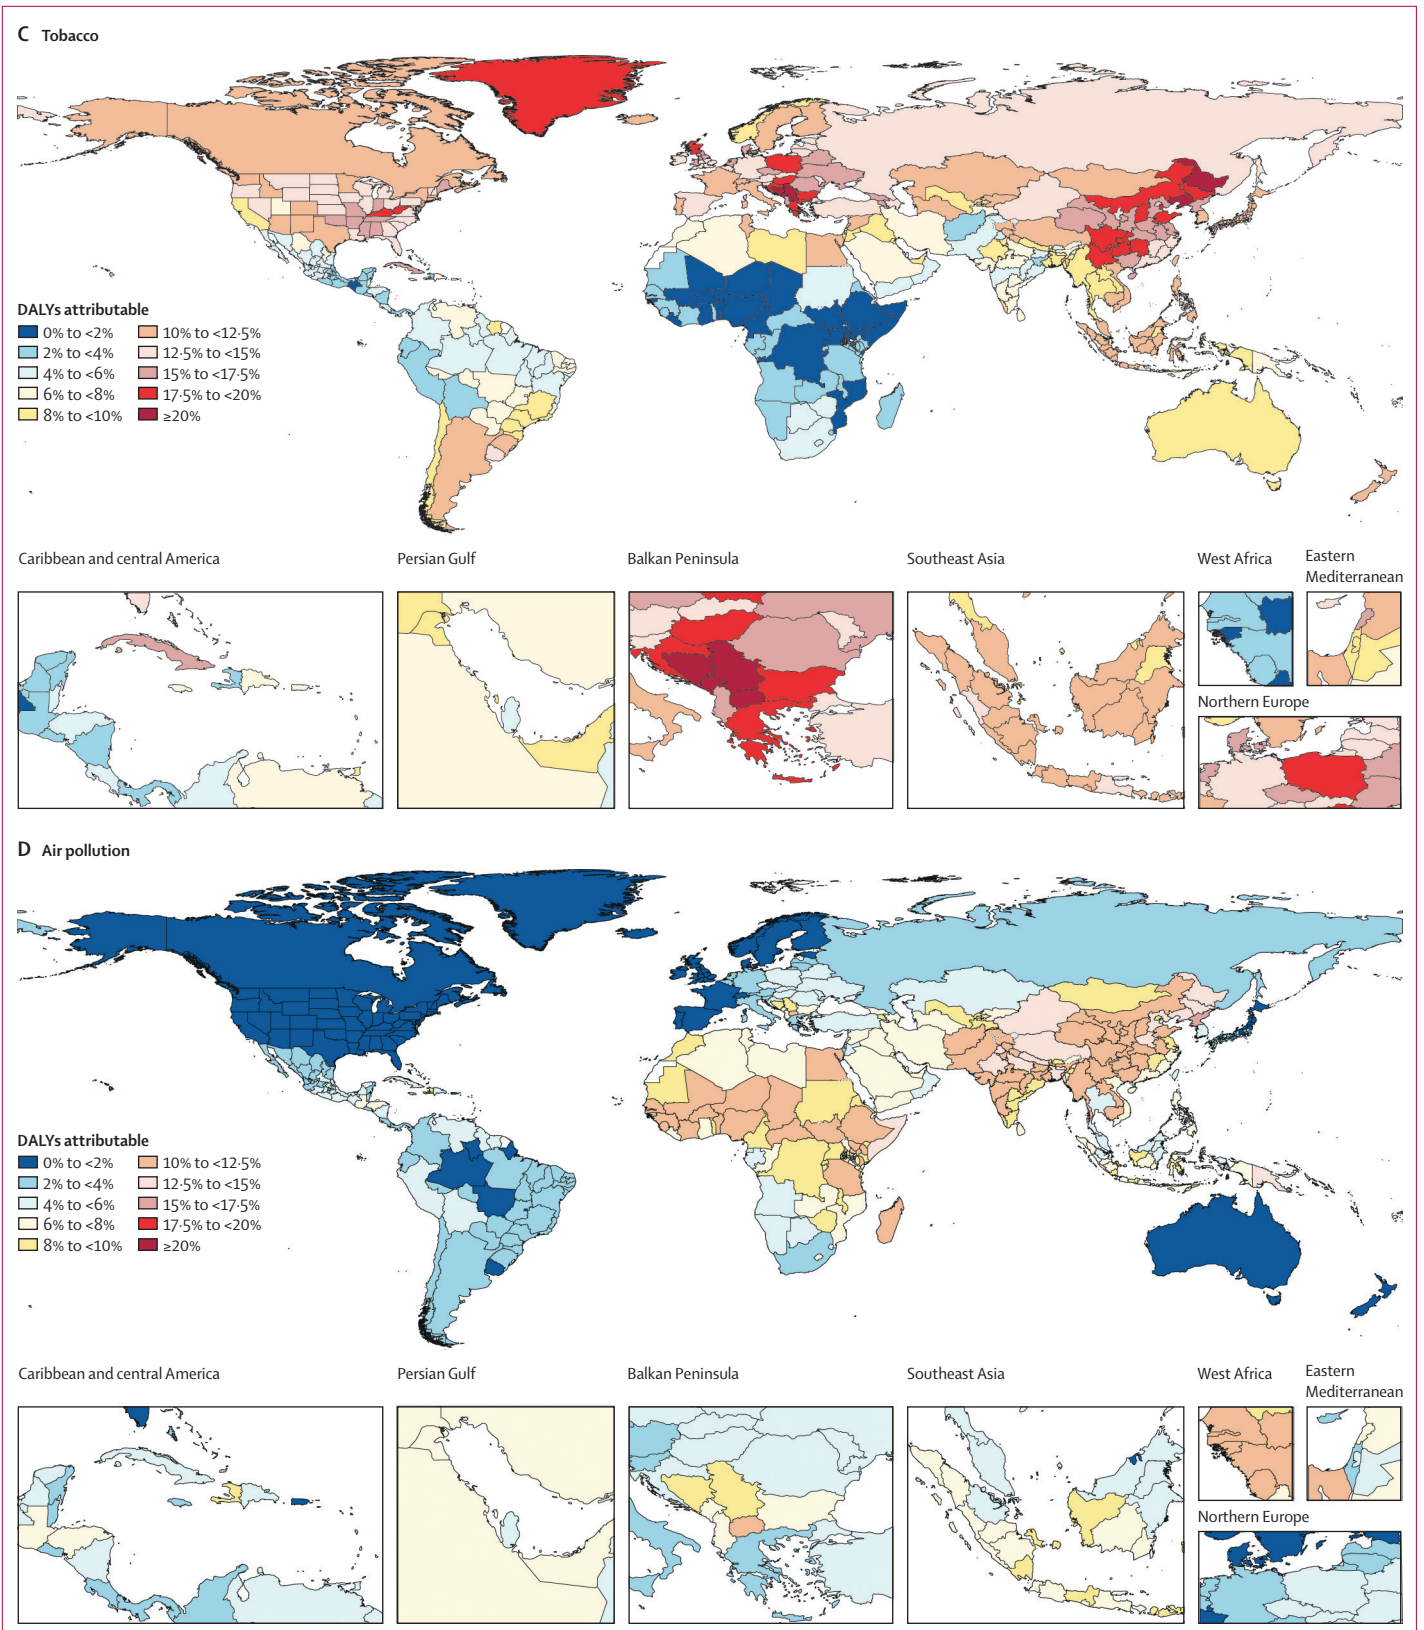 C Tobacco
DALYs attributable
0% to <2%
2% to <4%
4% to <6%
6% to <8%
8% to <10%
10% to <12·5%
12·5% to <15%
15% to <17·5%
17·5% to <20%
≥20%
Caribbean and central America
Persian Gulf
Balkan Peninsula
Southeast Asia
West Africa
Eastern
Mediterranean
Northern Europe
D Air pollution
DALYs attributable
0% to <2%
2% to <4%
4% to <6%
6% to <8%
8% to <10%
10% to <12·5%
12·5% to <15%
15% to <17·5%
17·5% to <20%
≥20%
Caribbean and central America
Persian Gulf
Balkan Peninsula
Southeast Asia
West Africa
Eastern
Mediterranean
Northern Europe